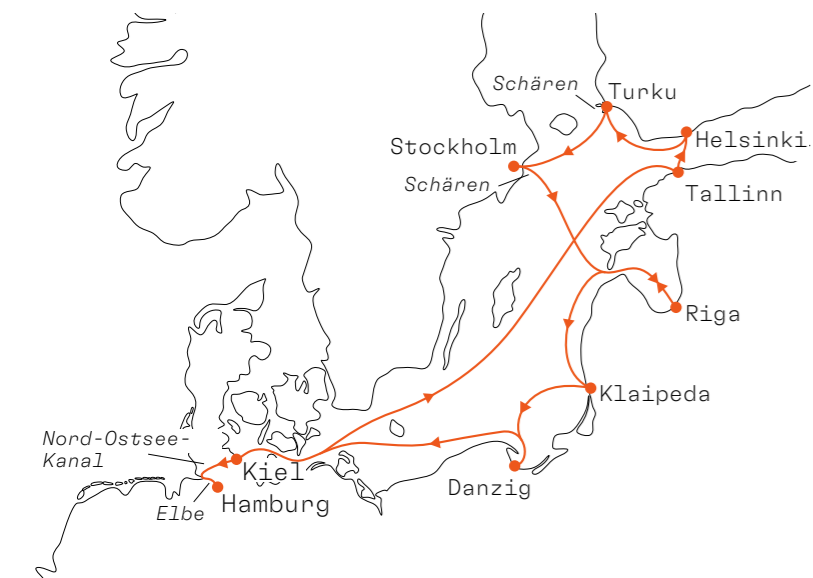 Schären
Turku
Helsinki
Stockholm
Schären
Tallinn
Riga
Klaipeda
Nord-Ostsee-
Kanal
Kiel
Danzig
Hamburg
Elbe